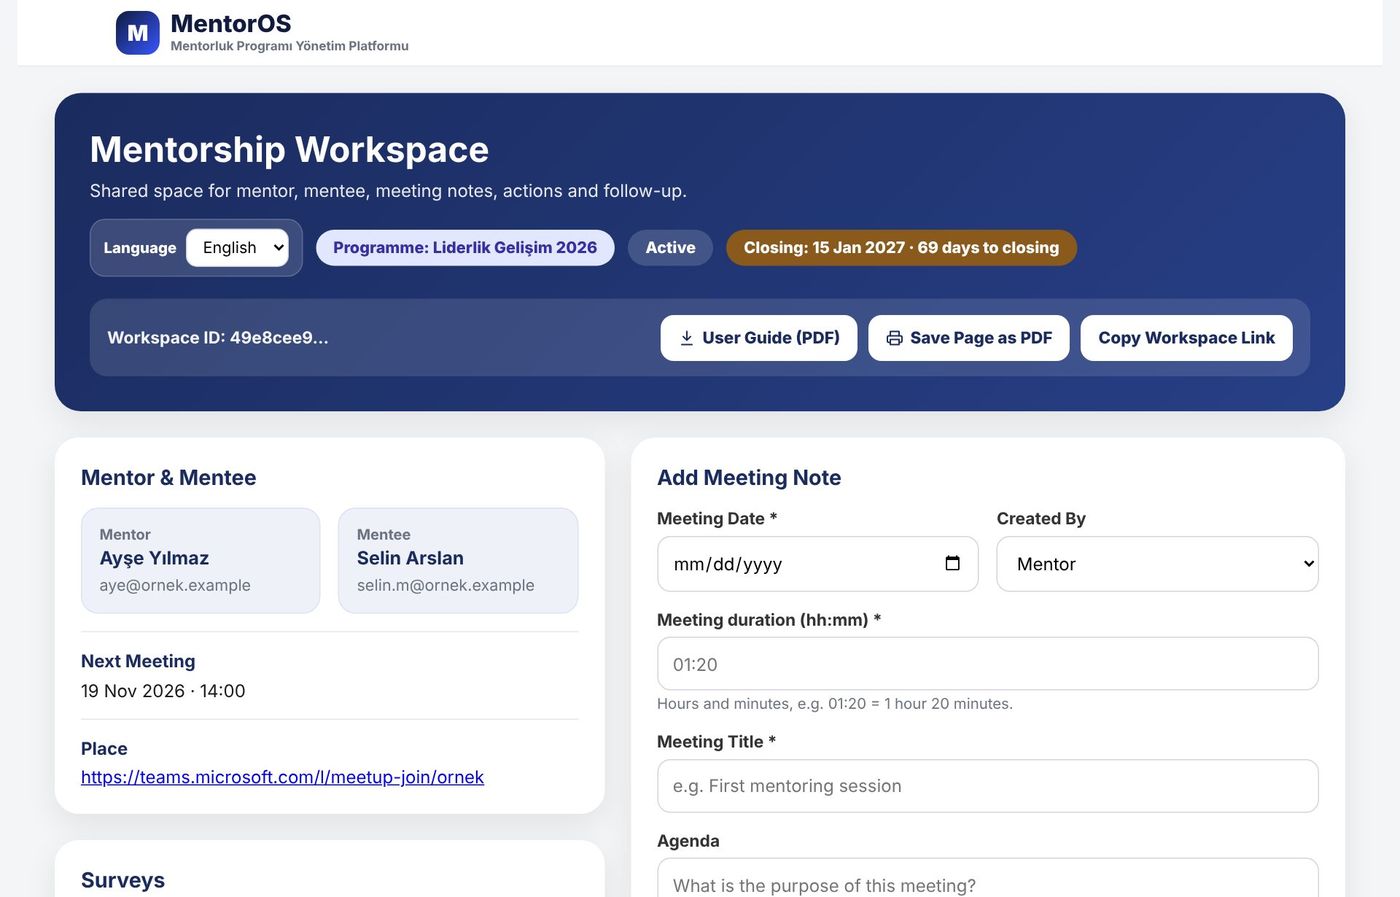 M
MentorOS
Mentorluk Programı Yönetim Platformu
Mentorship Workspace
Shared space for mentor, mentee, meeting notes, actions and follow-up.
Language English Programme: Liderlik Gelişim 2026 Active Closing: 15 Jan 2027 · 69 days to closing
Workspace ID: 49e8cee9... User Guide (PDF) Save Page as PDF Copy Workspace Link
Mentor & Mentee
Mentor
Ayşe Yılmaz
aye@ornek.example
Mentee
Selin Arslan
selin.m@ornek.example
Next Meeting
19 Nov 2026 · 14:00
Place
https://teams.microsoft.com/l/meetup-join/ornek
Surveys
Add Meeting Note
Meeting Date *
mm/dd/yyyy
Created By
Mentor
Meeting duration (hh:mm) *
01:20
Hours and minutes, e.g. 01:20 = 1 hour 20 minutes.
Meeting Title *
e.g. First mentoring session
Agenda
What is the purpose of this meeting?